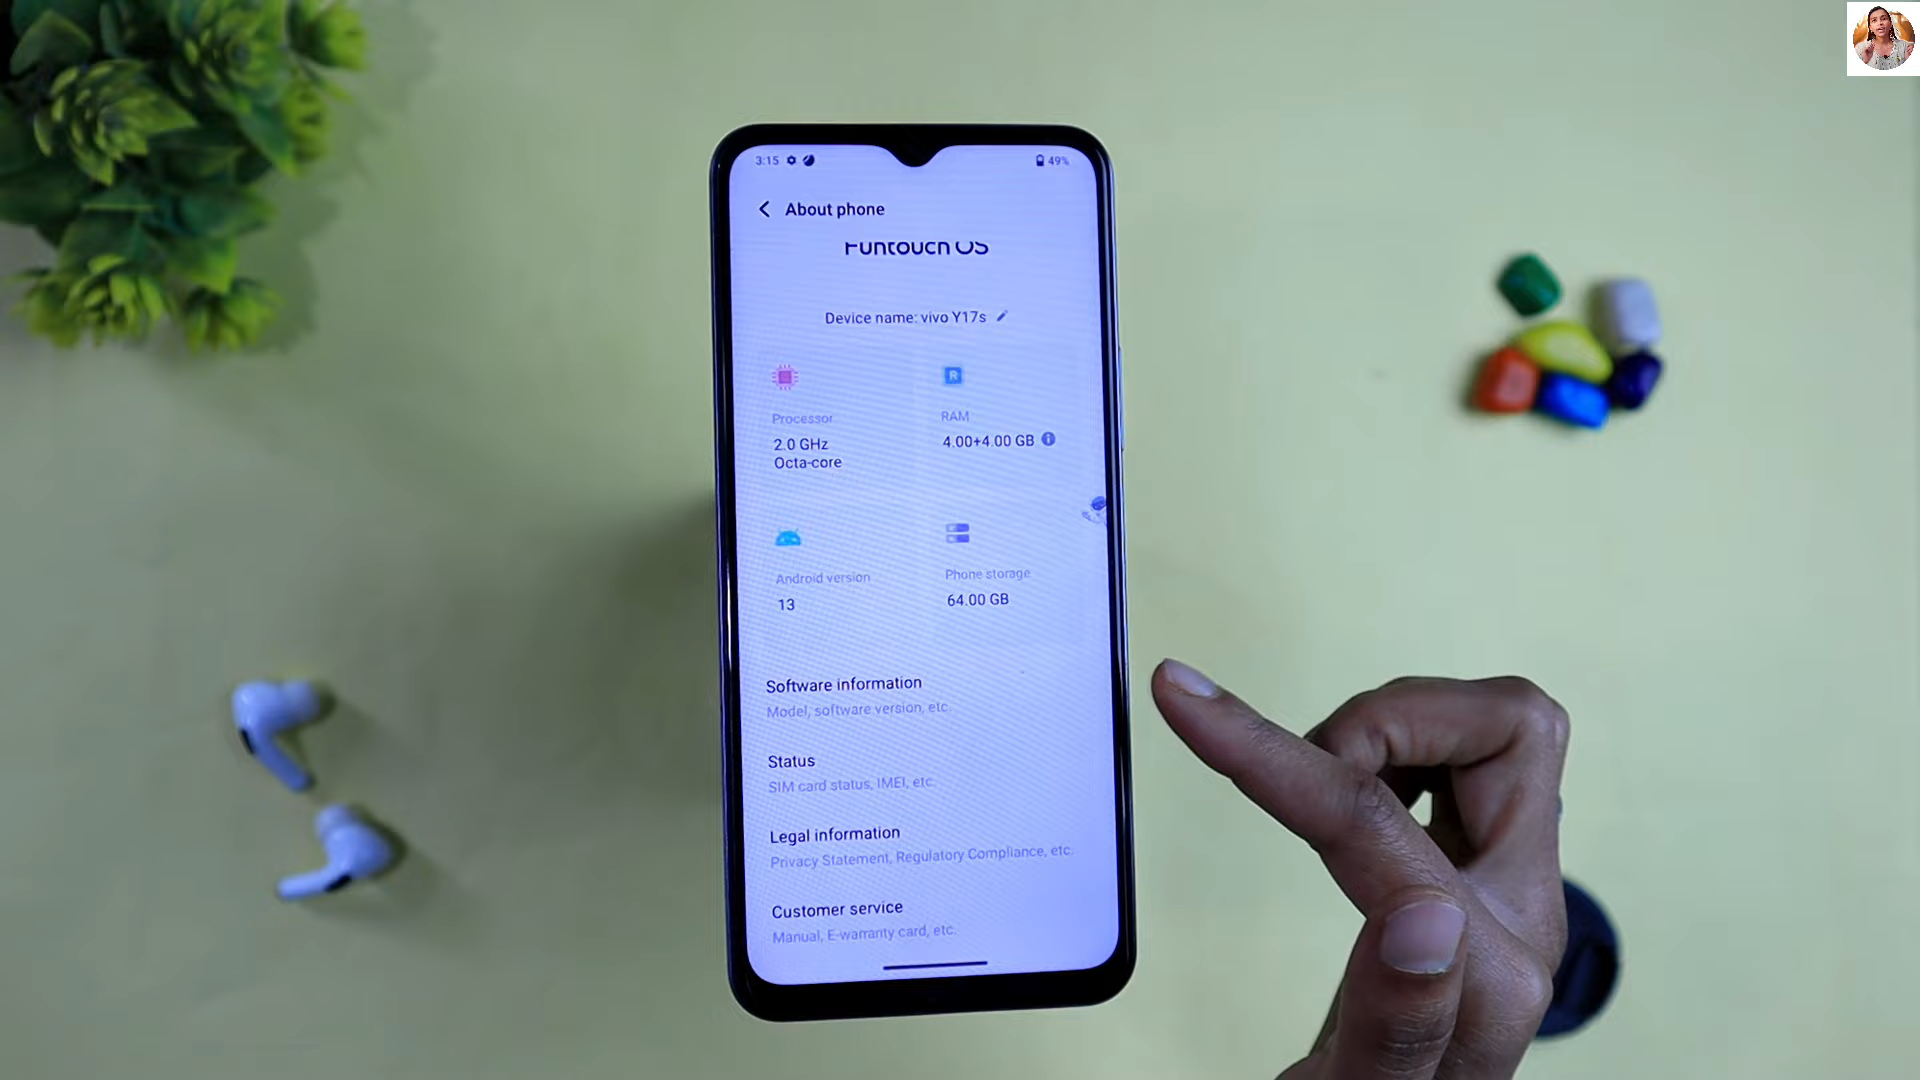 3:15 49%
About phone
Funtouch OS
Device name: vivo Y17s
Processor
2.0 GHz
Octa-core
R
RAM
4.00+4.00 GB
Android version
13
Phone storage
64.00 GB
Software information
Model, software version, etc.
Status
SIM card status, IMEI, etc.
Legal information
Privacy Statement, Regulatory Compliance, etc.
Customer service
Manual, E-warranty card, etc.